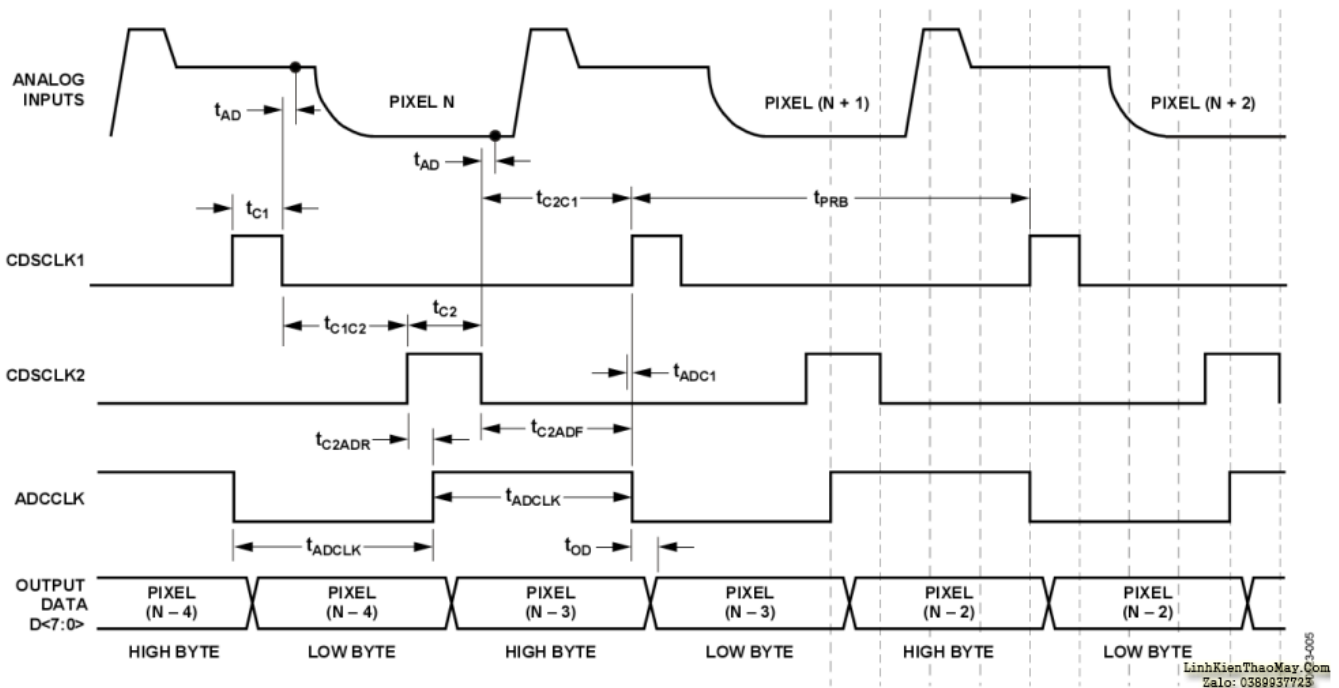 ANALOG
INPUTS
PIXEL N
PIXEL (N + 1)
PIXEL (N + 2)
tAD
tAD
tC1
tC2C1
tPRB
CDSCLK1
tC1C2
tC2
CDSCLK2
tADC1
tC2ADR
tC2ADF
ADCCLK
tADCLK
tADCLK
tOD
OUTPUT
DATA
D<7:0>
PIXEL
(N – 4)
PIXEL
(N – 4)
PIXEL
(N – 3)
PIXEL
(N – 3)
PIXEL
(N – 2)
PIXEL
(N – 2)
HIGH BYTE
LOW BYTE
HIGH BYTE
LOW BYTE
HIGH BYTE
LOW BYTE
23-005
LinhKienThaoMay.Com
Zalo: 0389937723